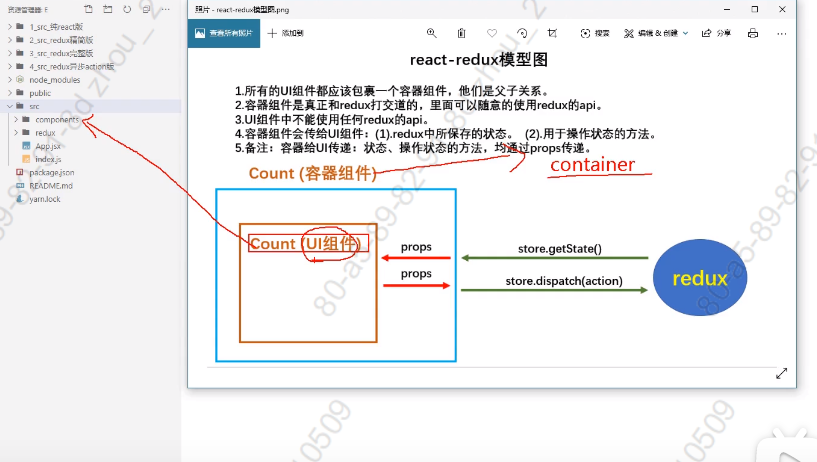 资源管理器: F
1_src_纯react版
2_src_redux精简版
3_src_redux完整版
4_src_redux异步action版
node_modules
public
src
components
redux
App.jsx
index.js
package.json
README.md
yarn.lock
照片 - react-redux模型图.png
查看所有照片
添加到
搜索
编辑 & 创建
分享
react-redux模型图
1.所有的UI组件都应该包裹一个容器组件，他们是父子关系。
2.容器组件是真正和redux打交道的，里面可以随意的使用redux的api。
3.UI组件中不能使用任何redux的api。
4.容器组件会传给UI组件：(1).redux中所保存的状态。 (2).用于操作状态的方法。
5.备注：容器给UI传递：状态、操作状态的方法，均通过props传递。
Count (容器组件)
container
Count (UI组件)
props
props
store.getState()
store.dispatch(action)
redux